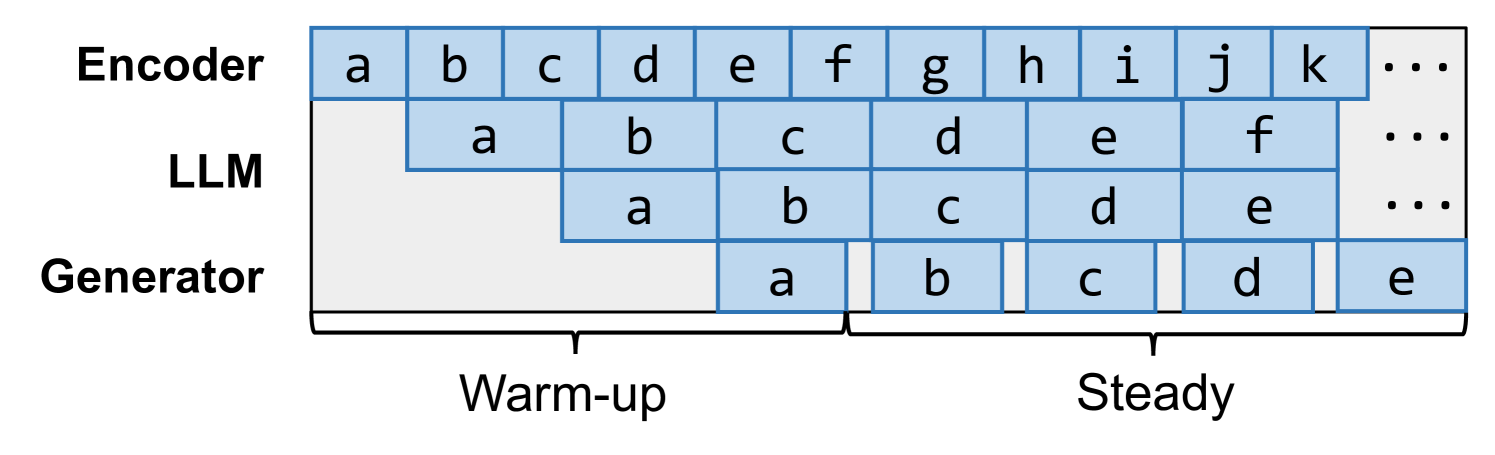 Encoder a b c d e f g h i j k ...
a b c d e f ...
LLM
a b c d e ...
Generator a b c d e
Warm-up Steady